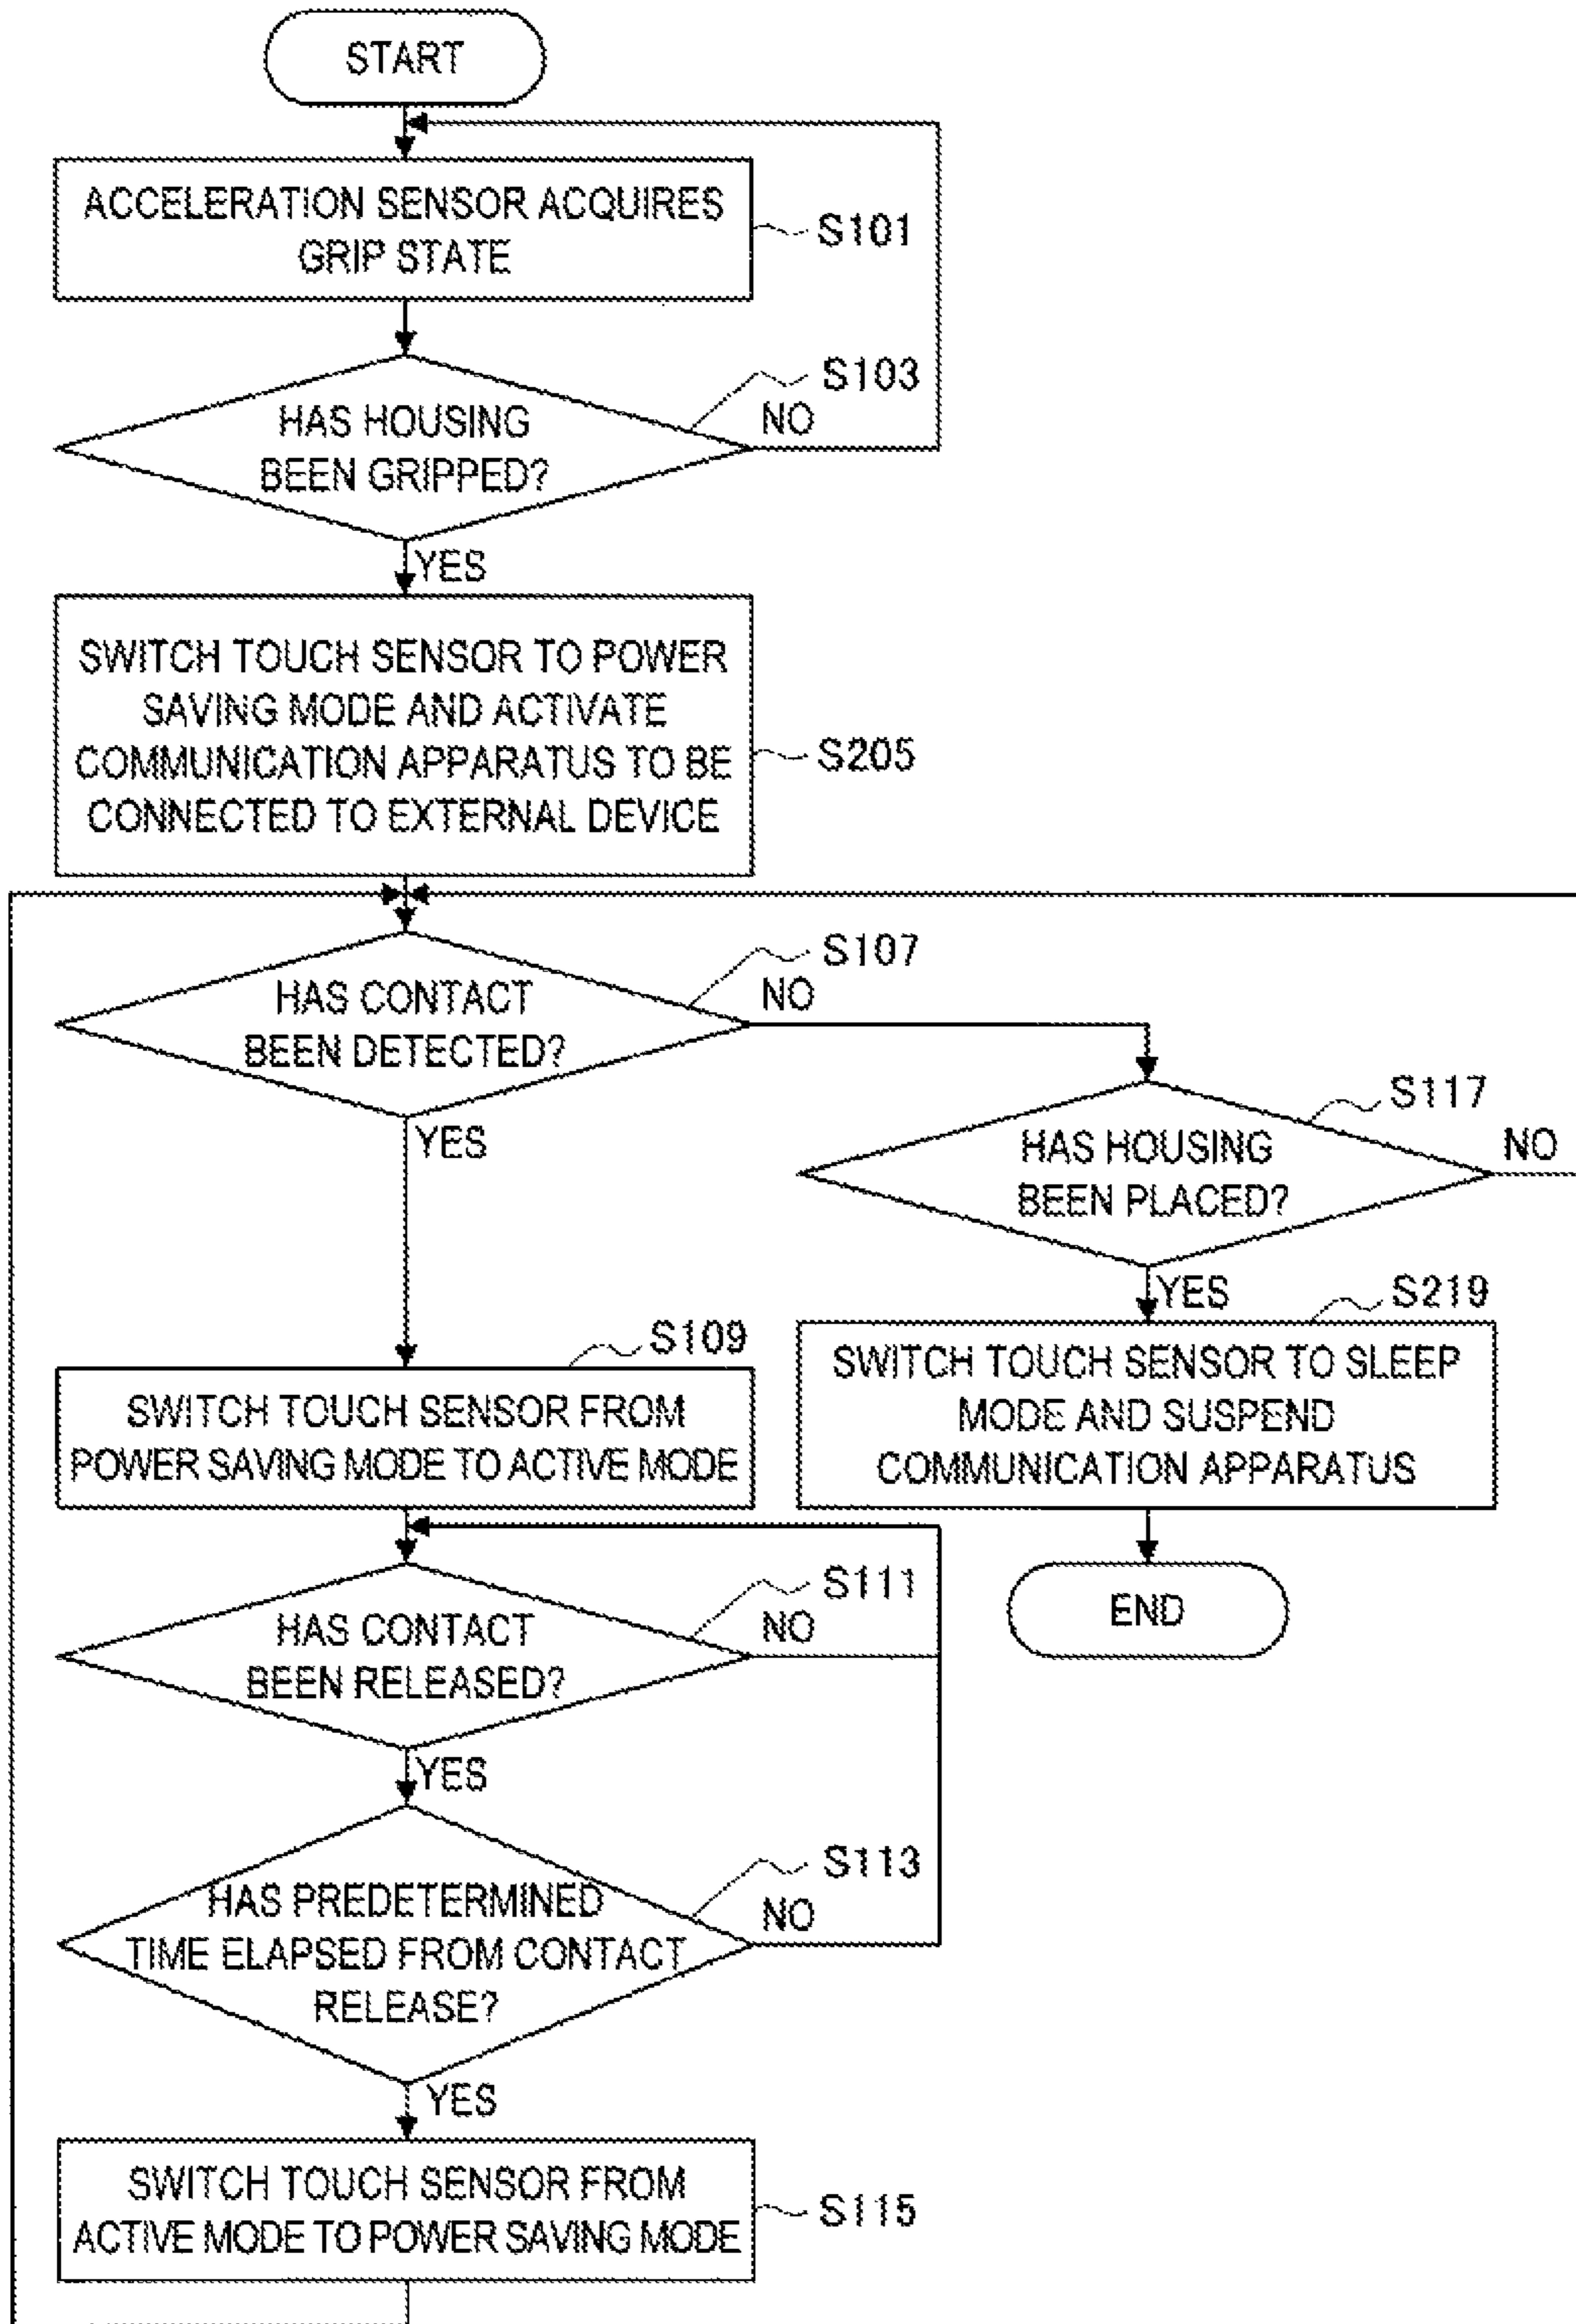 START
ACCELERATION SENSOR ACQUIRES
GRIP STATE
S101
S103
HAS HOUSING
BEEN GRIPPED?
NO
YES
SWITCH TOUCH SENSOR TO POWER
SAVING MODE AND ACTIVATE
COMMUNICATION APPARATUS TO BE
CONNECTED TO EXTERNAL DEVICE
S205
S107
HAS CONTACT
BEEN DETECTED?
NO
YES
S117
HAS HOUSING
BEEN PLACED?
NO
YES
S219
SWITCH TOUCH SENSOR TO SLEEP
MODE AND SUSPEND
COMMUNICATION APPARATUS
END
S109
SWITCH TOUCH SENSOR FROM
POWER SAVING MODE TO ACTIVE MODE
S111
HAS CONTACT
BEEN RELEASED?
NO
YES
S113
HAS PREDETERMINED
TIME ELAPSED FROM CONTACT
RELEASE?
NO
YES
SWITCH TOUCH SENSOR FROM
ACTIVE MODE TO POWER SAVING MODE
S115